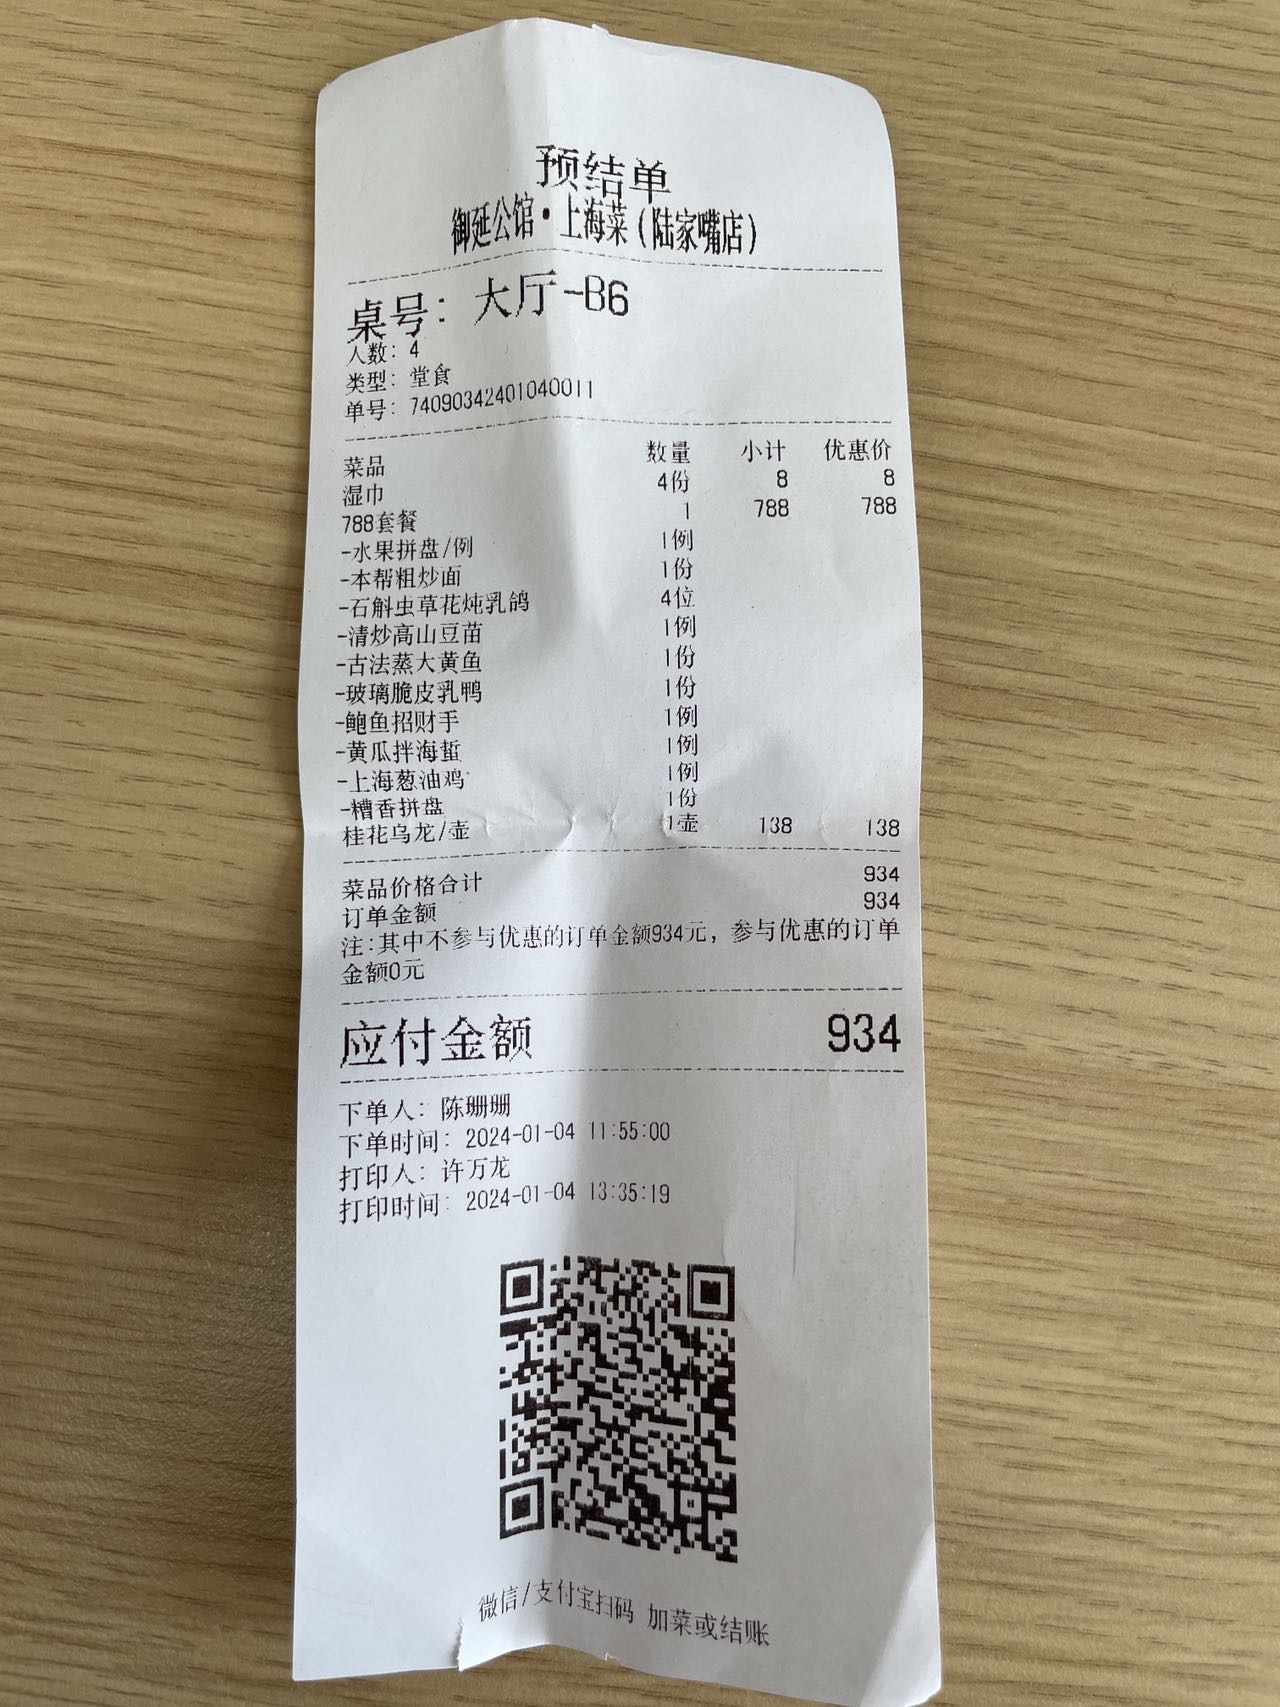 预结单
御延公馆·上海菜(陆家嘴店)
桌号: 大厅-B6
人数: 4
类型: 堂食
单号: 74090342401040011
菜品 数量 小计 优惠价
湿巾 4份 8 8
788套餐 1 788 788
-水果拼盘/例 1例
-本帮粗炒面 1份
-石斛虫草花炖乳鸽 4位
-清炒高山豆苗 1例
-古法蒸大黄鱼 1份
-玻璃脆皮乳鸭 1份
-鲍鱼招财手 1例
-黄瓜拌海蜇 1例
-上海葱油鸡 1例
-糟香拼盘 1份
桂花乌龙/壶 1壶 138 138
菜品价格合计 934
订单金额 934
注:其中不参与优惠的订单金额934元, 参与优惠的订单
金额0元
应付金额 934
下单人: 陈珊珊
下单时间: 2024-01-04 11:55:00
打印人: 许万龙
打印时间: 2024-01-04 13:35:19
微信/支付宝扫码 加菜或结账